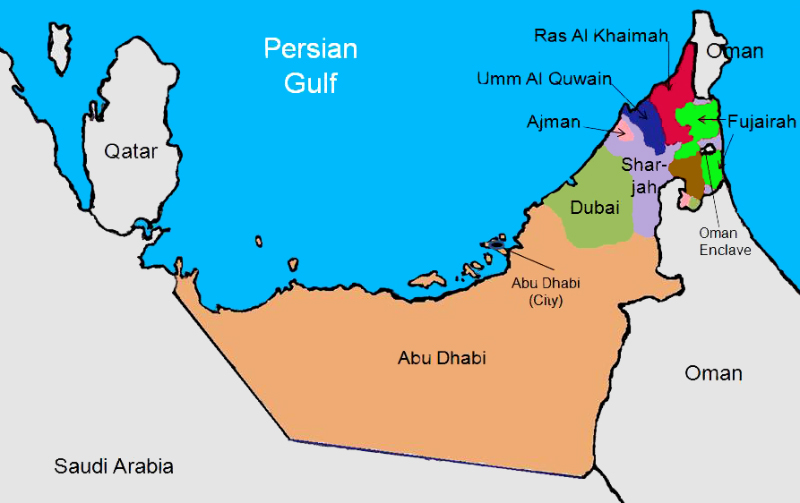 Ras Al Khaimah
Oman
Persian
Gulf
Umm Al Quwain
Ajman
Fujairah
Qatar
Shar-
jah
Dubai
Oman
Enclave
Abu Dhabi
(City)
Abu Dhabi
Oman
Saudi Arabia